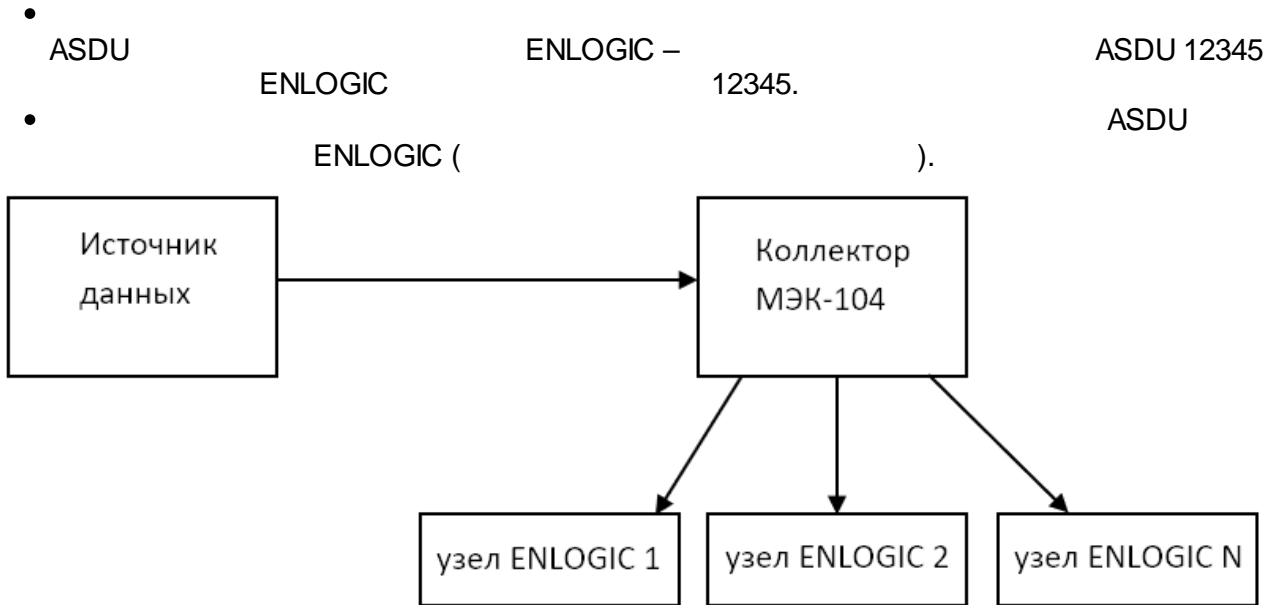 ASDU ENLOGIC – ASDU 12345
ENLOGIC 12345.
ASDU
ENLOGIC ( ).
Источник
данных
Коллектор
МЭК-104
узел ENLOGIC 1
узел ENLOGIC 2
узел ENLOGIC N